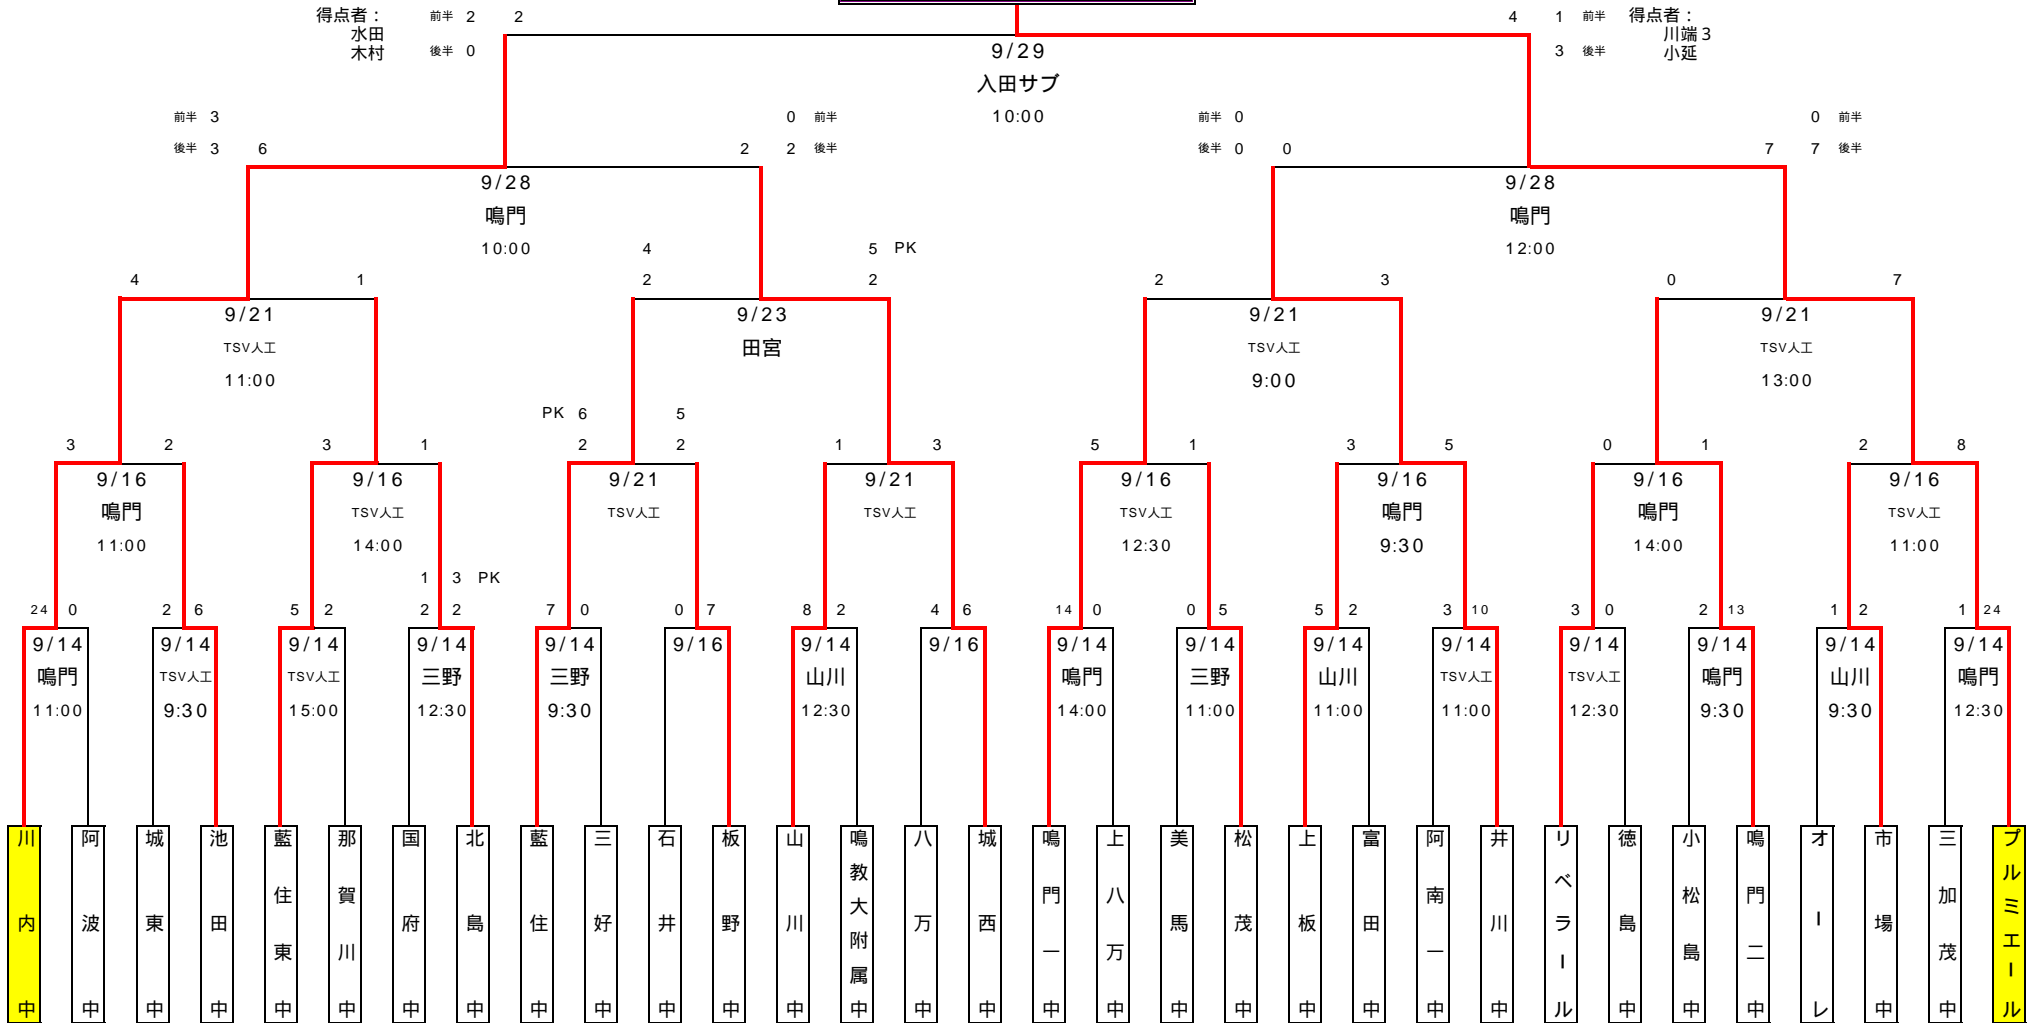 得点者： 前半 2 2 4 1 前半 得点者：
水田 川端3
木村 後半 0 9/29 3 後半 小延
入田サブ
前半 3 0 前半 10:00 前半 0 0 前半
後半 3 6 2 2 後半 後半 0 0 7 7 後半
9/28 9/28
鳴門 鳴門
10:00 4 5 PK 12:00
4 1 2 2 2 3 0 7
9/21 9/23 9/21 9/21
TSV人工 田宮 TSV人工 TSV人工
11:00 9:00 13:00
PK 6 5
3 2 3 1 2 2 1 3 5 1 3 5 0 1 2 8
9/16 9/16 9/21 9/21 9/16 9/16 9/16 9/16
鳴門 TSV人工 TSV人工 TSV人工 TSV人工 鳴門 鳴門 TSV人工
11:00 14:00 12:30 9:30 14:00 11:00
1 3 PK
24 0 2 6 5 2 2 2 7 0 0 7 8 2 4 6 14 0 0 5 5 2 3 10 3 0 2 13 1 2 1 24
9/14 9/14 9/14 9/14 9/14 9/16 9/14 9/16 9/14 9/14 9/14 9/14 9/14 9/14 9/14 9/14
鳴門 TSV人工 TSV人工 三野 三野 山川 鳴門 三野 山川 TSV人工 TSV人工 鳴門 山川 鳴門
11:00 9:30 15:00 12:30 9:30 12:30 14:00 11:00 11:00 11:00 12:30 9:30 9:30 12:30
川内中
阿波中
城東中
池田中
藍住東中
那賀川中
国府中
北島中
藍住中
三好中
石井中
板野中
山川中
鳴教大附属中
八万中
城西中
鳴門一中
上八万中
美馬中
松茂中
上板中
富田中
阿南一中
井川中
リベラール
徳島中
小松島中
鳴門二中
オーレ
市場中
三加茂中
プルミエール